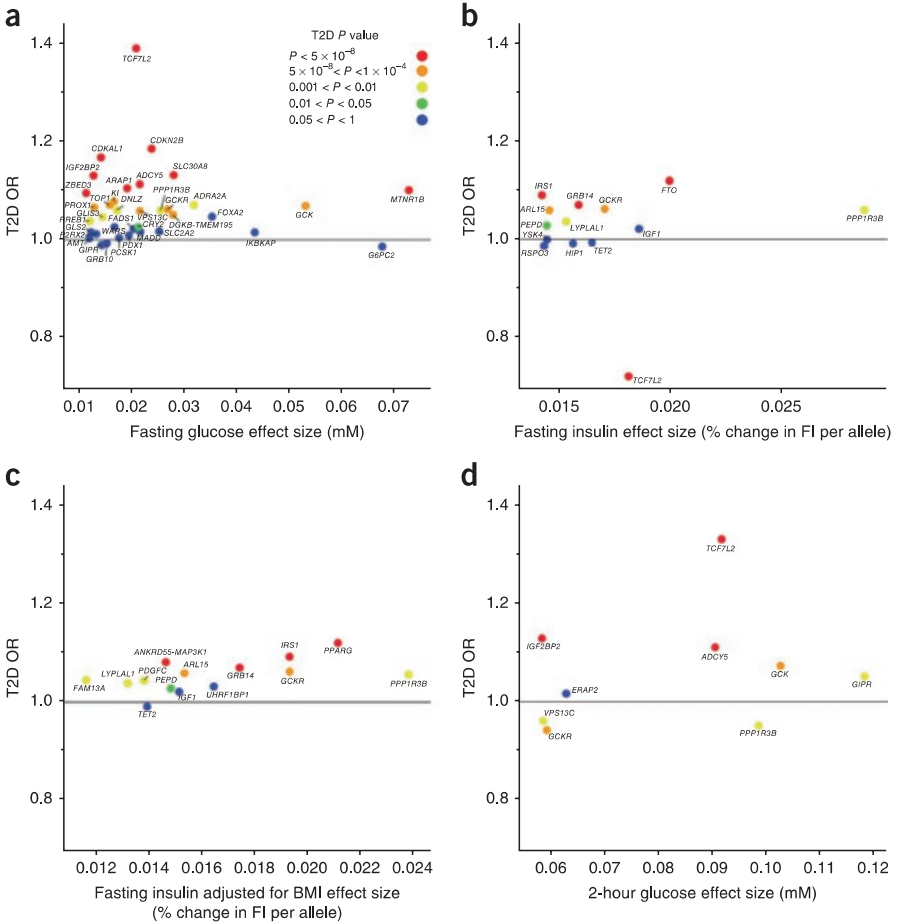 a
1.4
1.2
1.0
0.8
T2D OR
T2D P value
P < 5 × 10⁻⁸
5 × 10⁻⁸ < P <1 × 10⁻⁴
0.001 < P < 0.01
0.01 < P < 0.05
0.05 < P < 1
TCF7L2
CDKN2B
CDKAL1
IGF2BP2
SLC30A8
ADCY5
ARAP1
ZBED3
KI
PPP1R3B
TOP1
DNLZ
GCKR
ADRA2A
MTNR1B
PROX1
GCK
GLIS3
FOXA2
PREB1
FADS1
VPS13C
DGKB-TMEM195
GLS2
CRY2
P2RX2
WARS
MADD
SLC2A2
IKBKAP
AMT
PDX1
GIPR
PCSK1
GRB10
G6PC2
0.01 0.02 0.03 0.04 0.05 0.06 0.07
Fasting glucose effect size (mM)
b
1.4
1.2
1.0
0.8
T2D OR
FTO
IRS1
GRB14
GCKR
ARL15
PPP1R3B
PEPD
LYPLAL1
IGF1
YSK4
RSPO3
HIP1
TET2
TCF7L2
0.015 0.020 0.025
Fasting insulin effect size (% change in FI per allele)
c
1.4
1.2
1.0
0.8
T2D OR
PPARG
IRS1
ANKRD55-MAP3K1
ARL15
GRB14
LYPLAL1
PDGFC
PEPD
GCKR
FAM13A
IGF1
UHRF1BP1
PPP1R3B
TET2
0.012 0.014 0.016 0.018 0.020 0.022 0.024
Fasting insulin adjusted for BMI effect size
(% change in FI per allele)
d
1.4
1.2
1.0
0.8
T2D OR
TCF7L2
IGF2BP2
ADCY5
GCK
GIPR
ERAP2
VPS13C
GCKR
PPP1R3B
0.06 0.07 0.08 0.09 0.10 0.11 0.12
2-hour glucose effect size (mM)